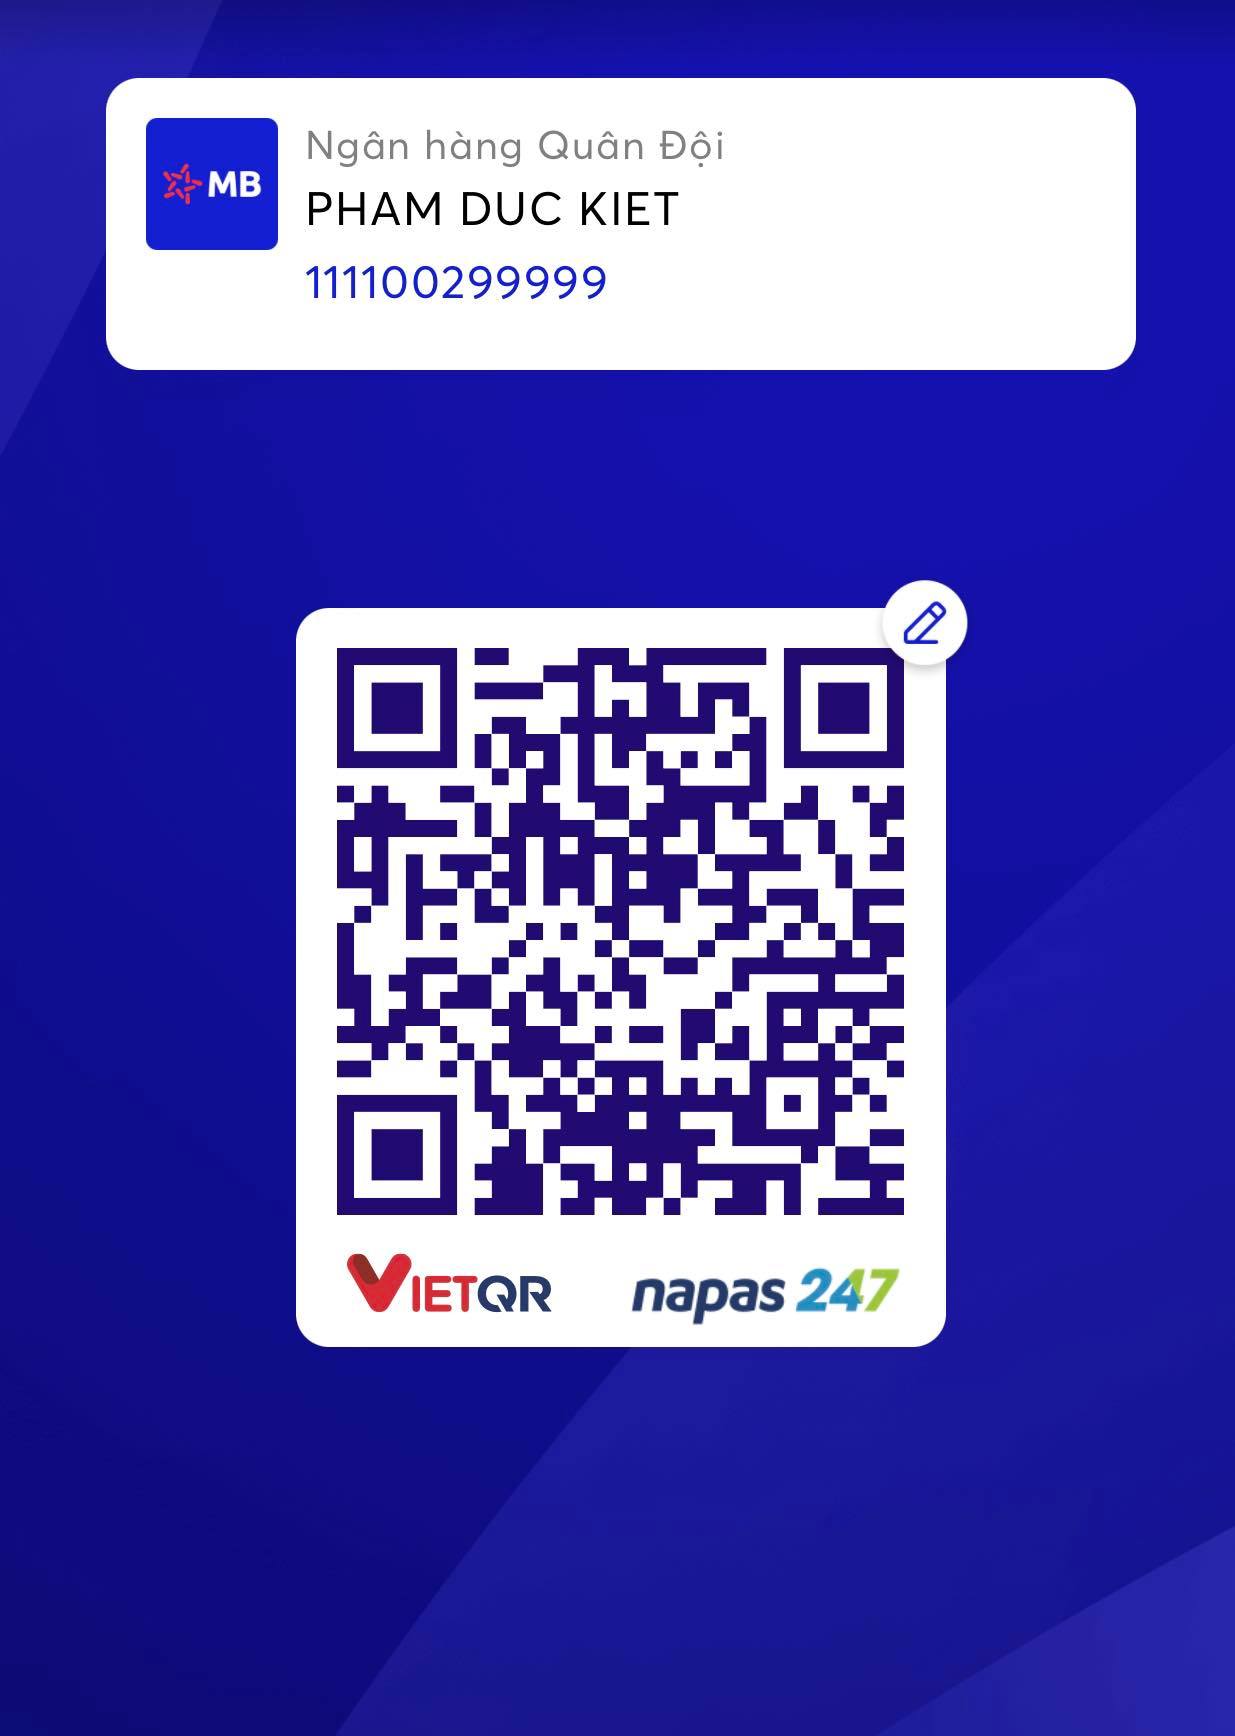 MB
Ngân hàng Quân Đội
PHAM DUC KIET
111100299999
VIETQR
napas 247